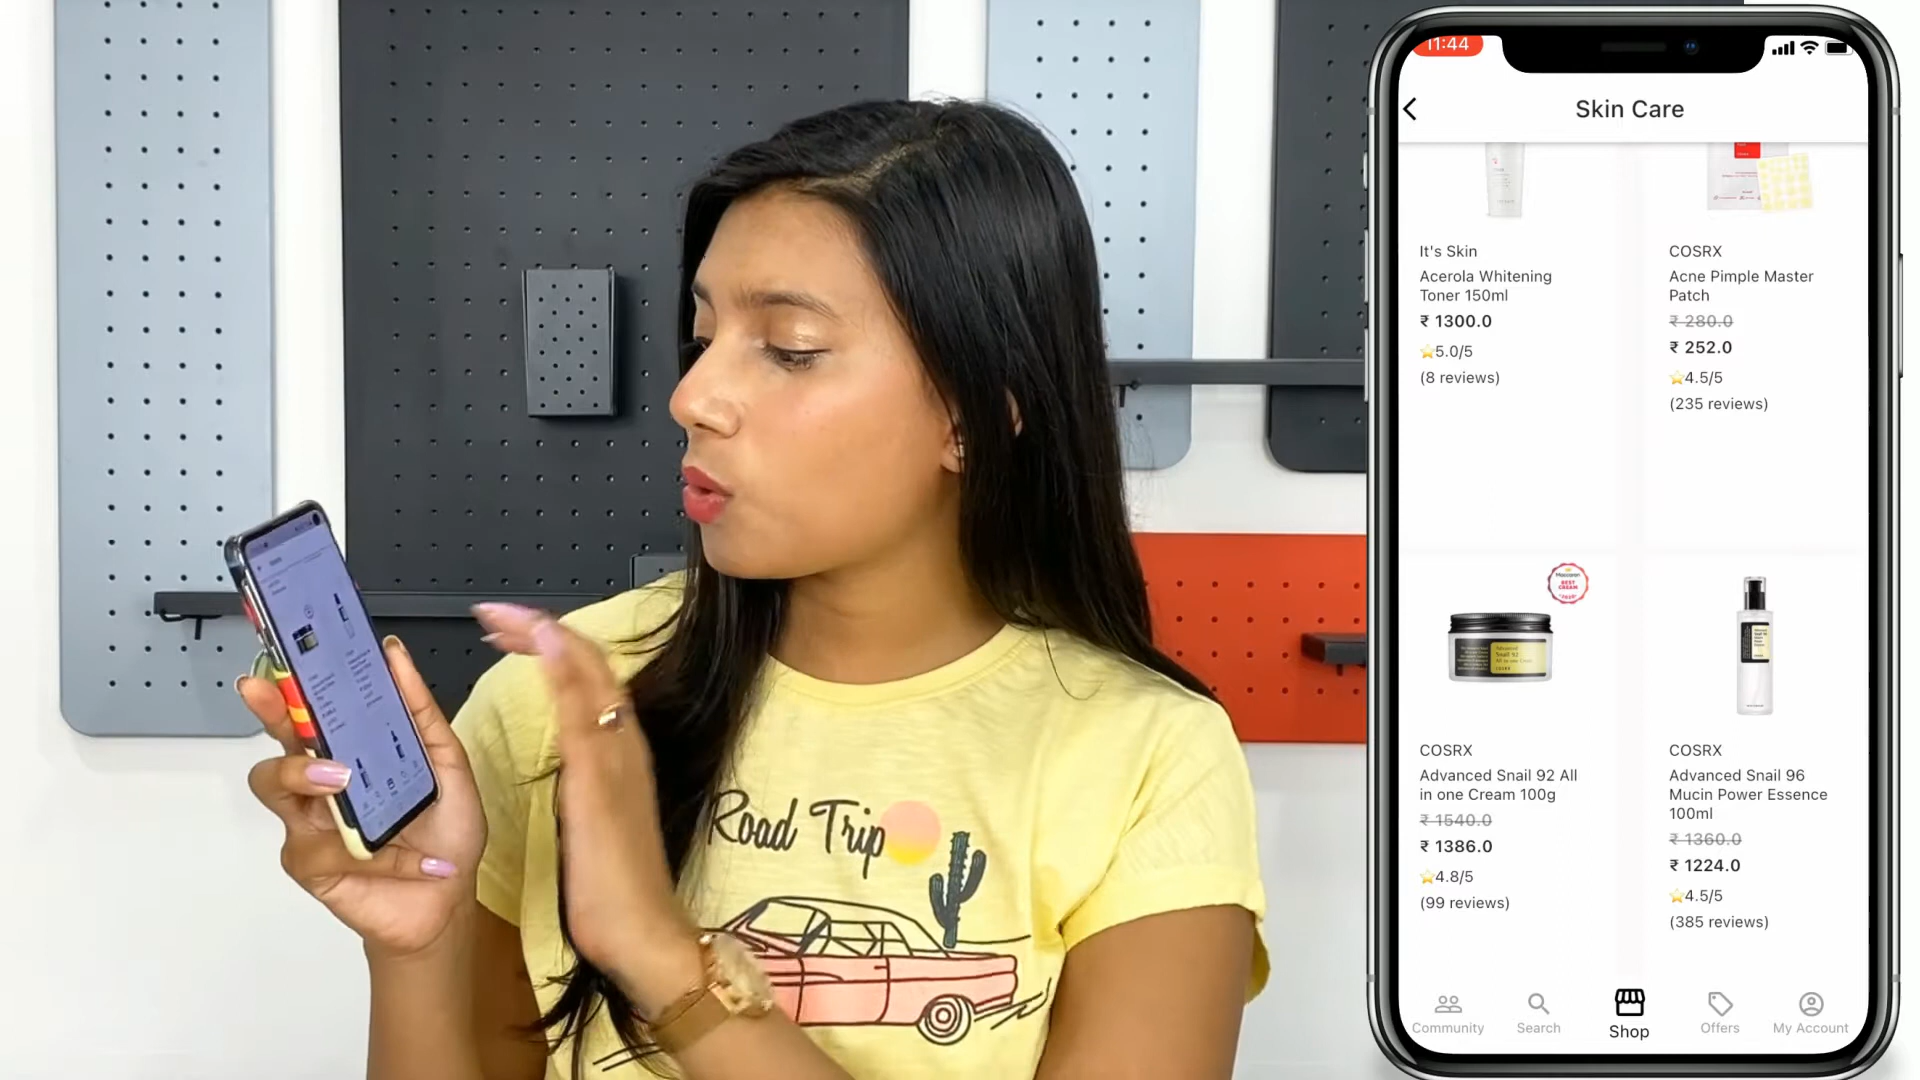 11:44
Skin Care
It's Skin
Acerola Whitening
Toner 150ml
₹ 1300.0
5.0/5
(8 reviews)
COSRX
Acne Pimple Master
Patch
₹ 280.0
₹ 252.0
4.5/5
(235 reviews)
BEST
CREAM
COSRX
Advanced Snail 92 All
in one Cream 100g
₹ 1540.0
₹ 1386.0
4.8/5
(99 reviews)
COSRX
Advanced Snail 96
Mucin Power Essence
100ml
₹ 1360.0
₹ 1224.0
4.5/5
(385 reviews)
Community
Search
Shop
Offers
My Account
Road Trip